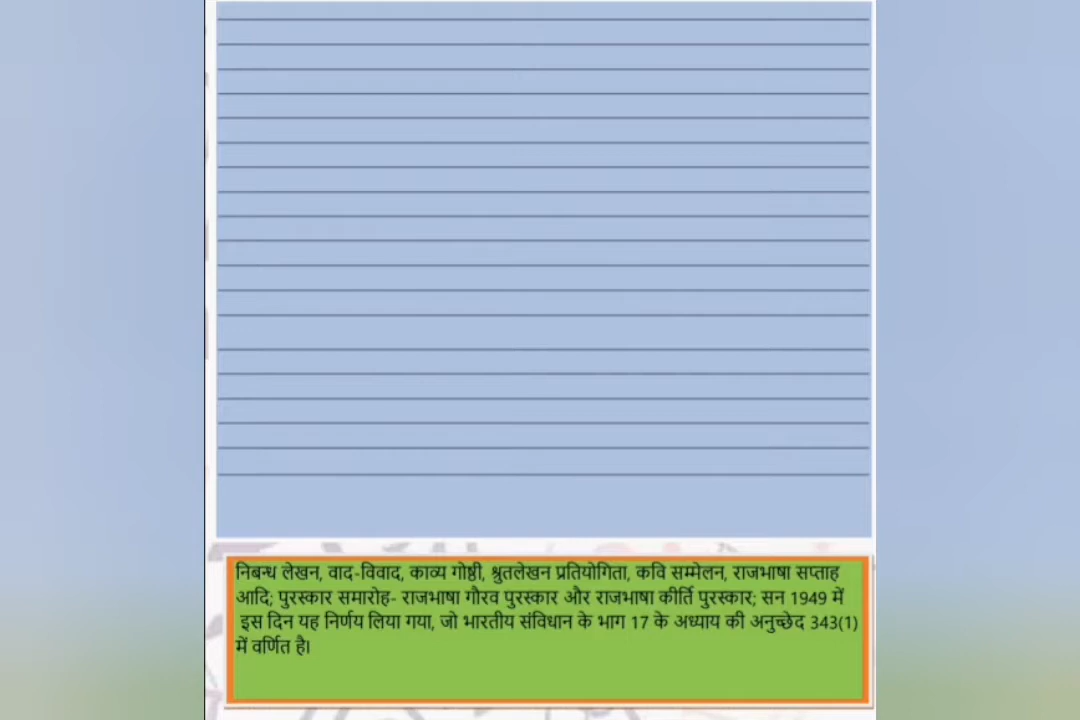 निबन्ध लेखन, वाद-विवाद, काव्य गोष्ठी, श्रुतलेखन प्रतियोगिता, कवि सम्मेलन, राजभाषा सप्ताह
आदि; पुरस्कार समारोह- राजभाषा गौरव पुरस्कार और राजभाषा कीर्ति पुरस्कार; सन 1949 में
इस दिन यह निर्णय लिया गया, जो भारतीय संविधान के भाग 17 के अध्याय की अनुच्छेद 343(1)
में वर्णित है।